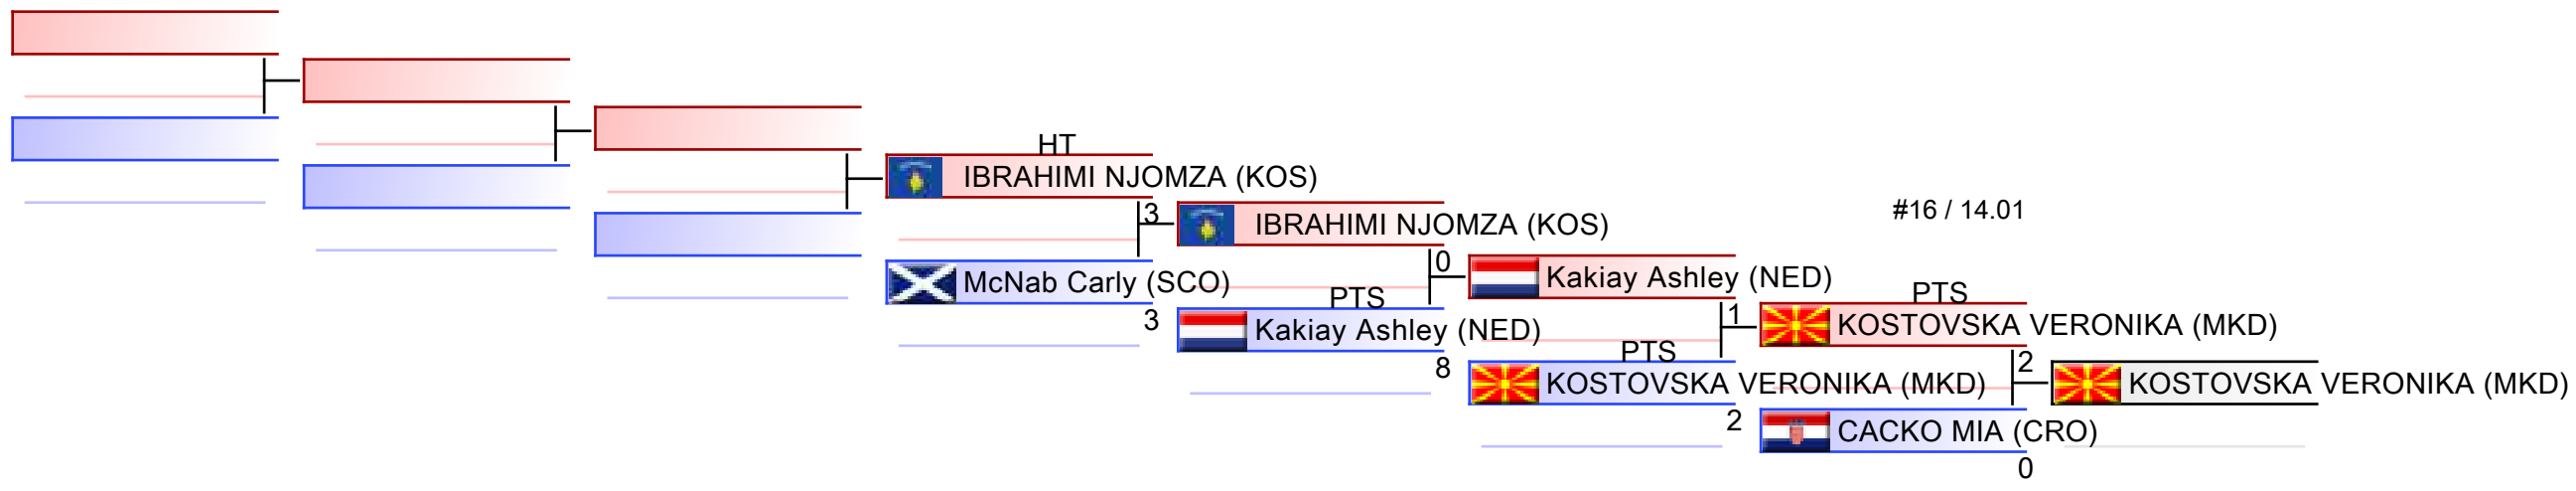 HT
IBRAHIMI NJOMZA (KOS)
3
IBRAHIMI NJOMZA (KOS)
#16 / 14.01
0
McNab Carly (SCO)
3
PTS
Kakiay Ashley (NED)
8
Kakiay Ashley (NED)
1
PTS
KOSTOVSKA VERONIKA (MKD)
2
PTS
KOSTOVSKA VERONIKA (MKD)
2
CACKO MIA (CRO)
0
KOSTOVSKA VERONIKA (MKD)